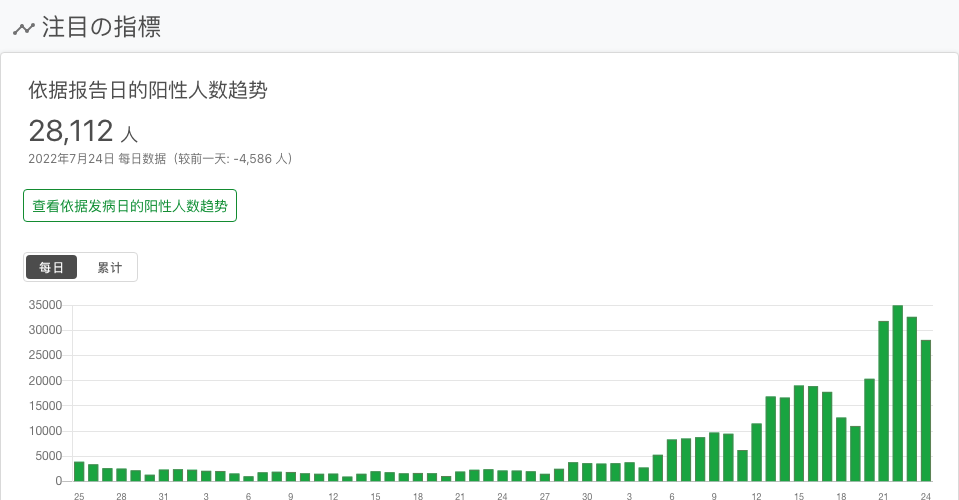 注目の指標
依据报告日的阳性人数趋势
28,112 人
2022年7月24日 每日数据（较前一天: -4,586 人）
查看依据发病日的阳性人数趋势
每日 累计
35000
30000
25000
20000
15000
10000
5000
0
25 28 31 3 6 9 12 15 18 21 24 27 30 3 6 9 12 15 18 21 24